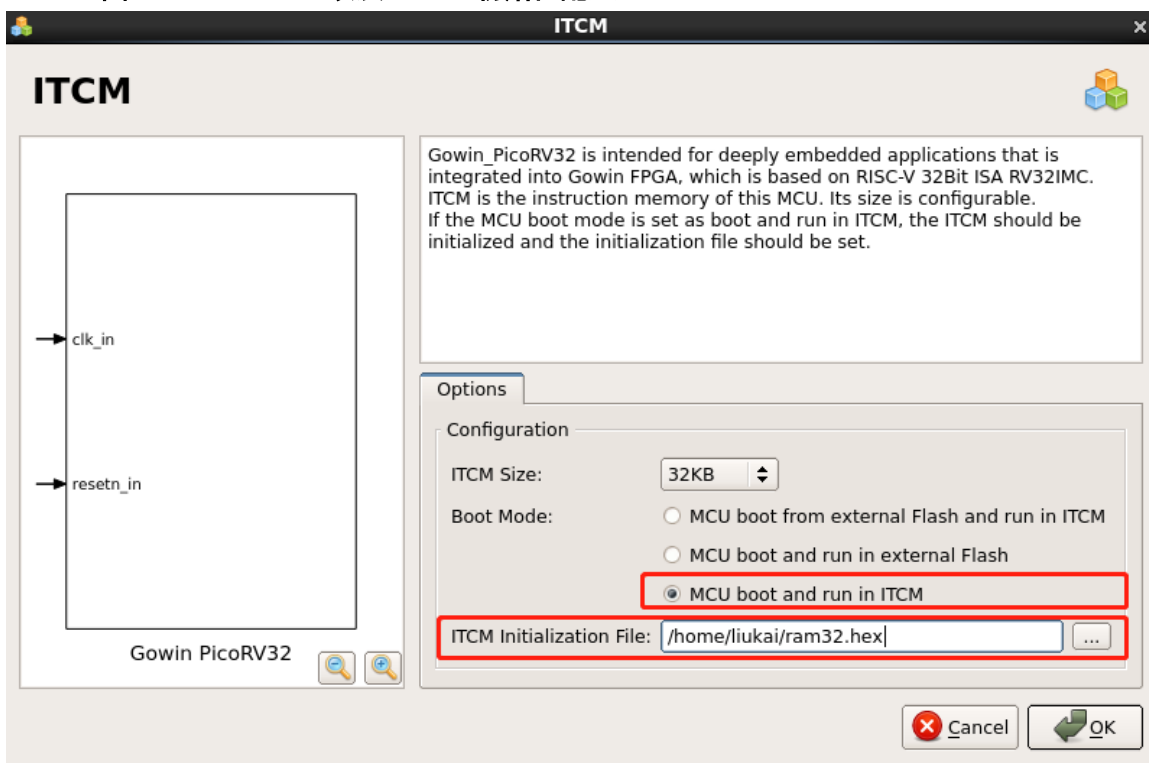 ITCM
ITCM
Gowin_PicoRV32 is intended for deeply embedded applications that is
integrated into Gowin FPGA, which is based on RISC-V 32Bit ISA RV32IMC.
ITCM is the instruction memory of this MCU. Its size is configurable.
If the MCU boot mode is set as boot and run in ITCM, the ITCM should be
initialized and the initialization file should be set.
clk_in
resetn_in
Gowin PicoRV32
Options
Configuration
ITCM Size: 32KB
Boot Mode: MCU boot from external Flash and run in ITCM
MCU boot and run in external Flash
MCU boot and run in ITCM
ITCM Initialization File: /home/liukai/ram32.hex ...
Cancel OK